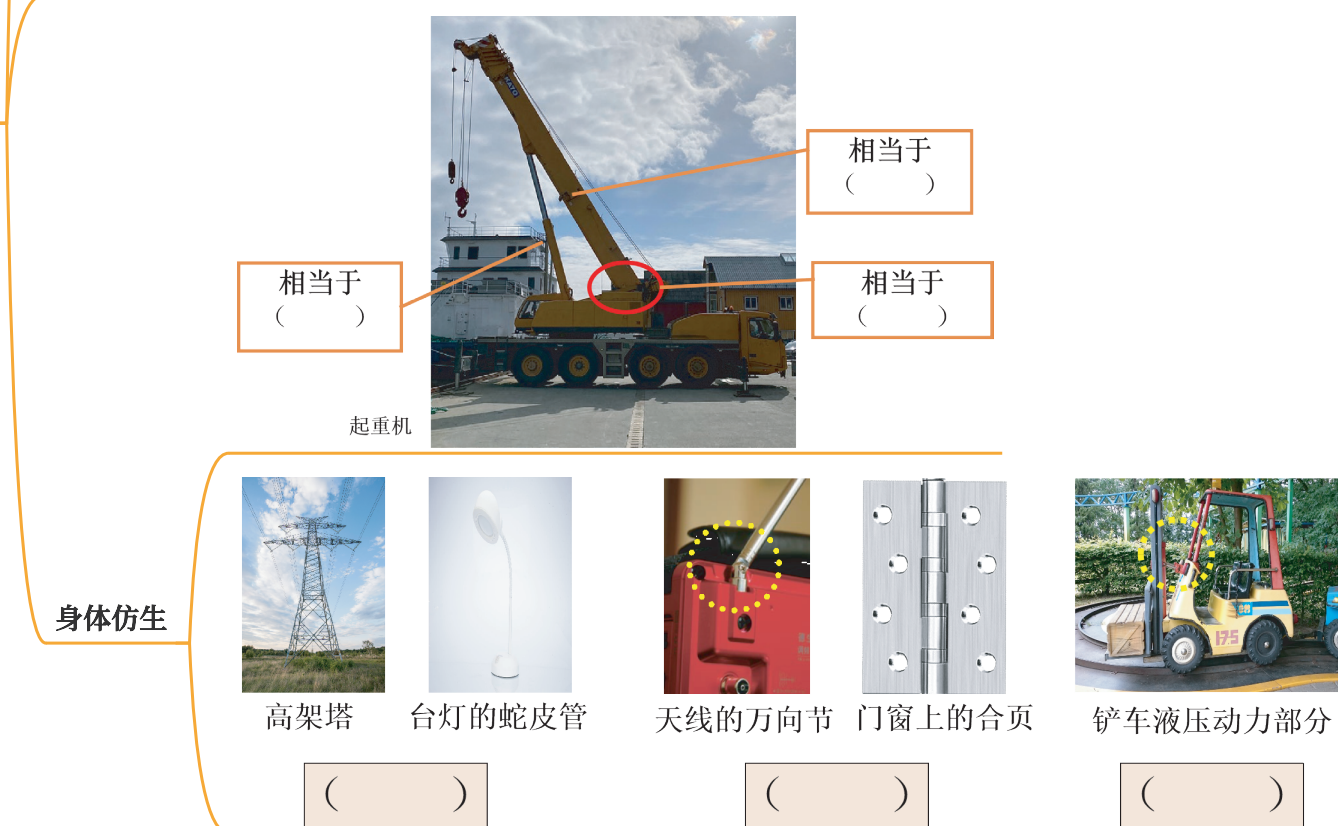 相当于
(    )
相当于
(    )
相当于
(    )
KATO
起重机
身体仿生
175
高架塔
台灯的蛇皮管
天线的万向节
门窗上的合页
铲车液压动力部分
(    )
(    )
(    )